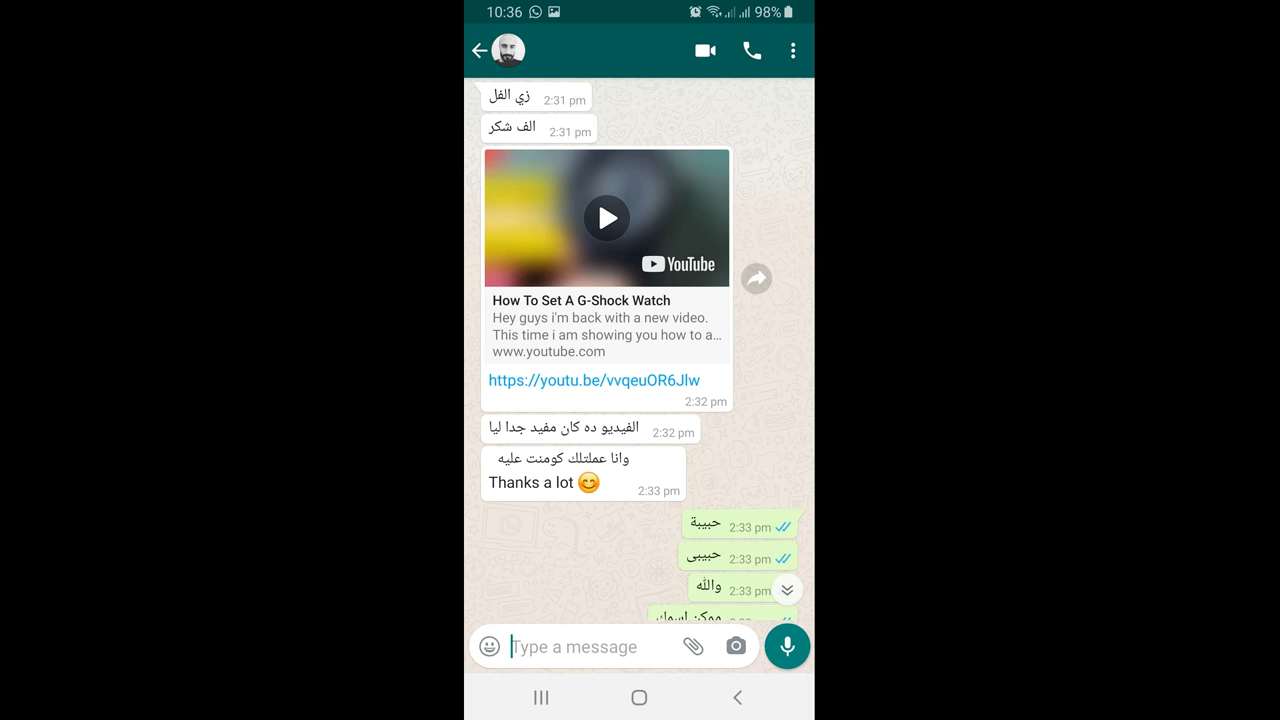 10:36
98%
زي الفل
2:31 pm
الف شكر
2:31 pm
YouTube
How To Set A G-Shock Watch
Hey guys i'm back with a new video.
This time i am showing you how to a...
www.youtube.com
https://youtu.be/vvqeuOR6Jlw
2:32 pm
الفيديو ده كان مفيد جدا ليا
2:32 pm
وانا عملتلك كومنت عليه
Thanks a lot 😊
2:33 pm
حبيبة
2:33 pm
حبيبى
2:33 pm
والله
2:33 pm
ممكن اسمك
Type a message